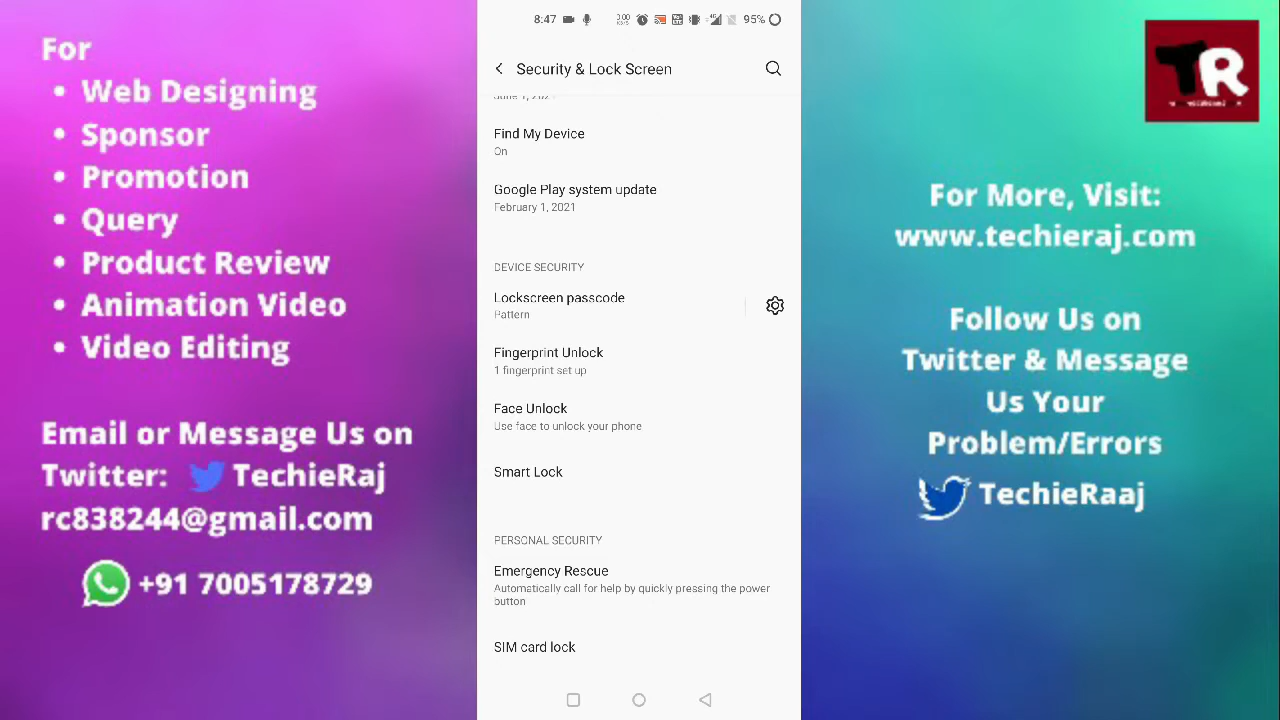 For
• Web Designing
• Sponsor
• Promotion
• Query
• Product Review
• Animation Video
• Video Editing
Email or Message Us on
Twitter: TechieRaj
rc838244@gmail.com
+91 7005178729
8:47
95%
Security & Lock Screen
June 1, 2021
Find My Device
On
Google Play system update
February 1, 2021
DEVICE SECURITY
Lockscreen passcode
Pattern
Fingerprint Unlock
1 fingerprint set up
Face Unlock
Use face to unlock your phone
Smart Lock
PERSONAL SECURITY
Emergency Rescue
Automatically call for help by quickly pressing the power
button
SIM card lock
TR
For More, Visit:
www.techieraj.com
Follow Us on
Twitter & Message
Us Your
Problem/Errors
TechieRaaj